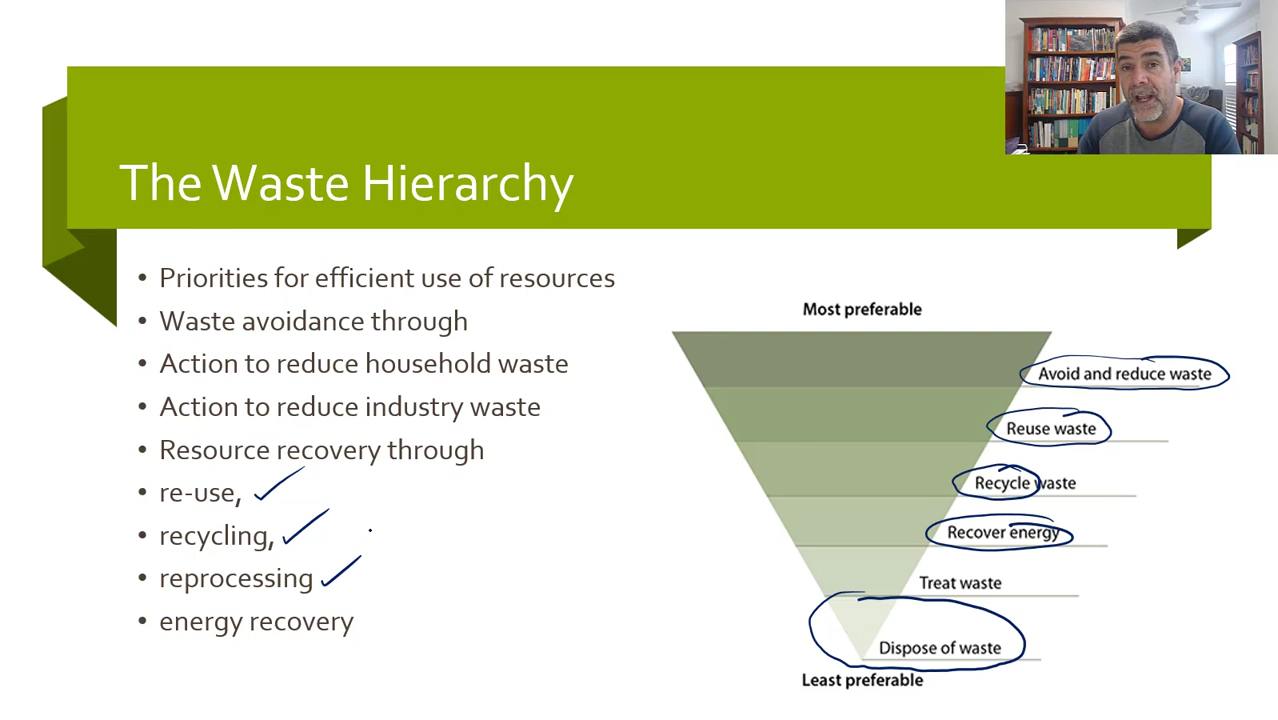 The Waste Hierarchy
Priorities for efficient use of resources
Waste avoidance through
Action to reduce household waste
Action to reduce industry waste
Resource recovery through
re-use,
recycling,
reprocessing
energy recovery
Most preferable
Avoid and reduce waste
Reuse waste
Recycle waste
Recover energy
Treat waste
Dispose of waste
Least preferable